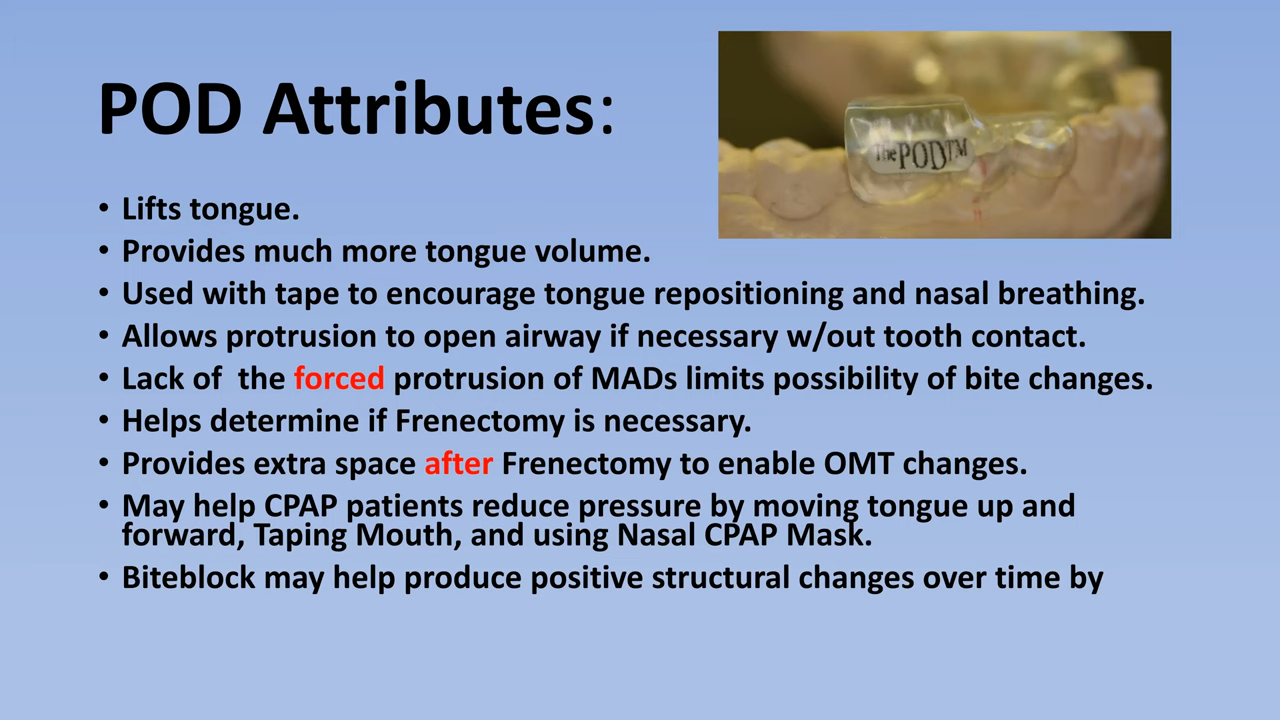 POD Attributes:
The POD™
• Lifts tongue.
• Provides much more tongue volume.
• Used with tape to encourage tongue repositioning and nasal breathing.
• Allows protrusion to open airway if necessary w/out tooth contact.
• Lack of  the forced protrusion of MADs limits possibility of bite changes.
• Helps determine if Frenectomy is necessary.
• Provides extra space after Frenectomy to enable OMT changes.
• May help CPAP patients reduce pressure by moving tongue up and
forward, Taping Mouth, and using Nasal CPAP Mask.
• Biteblock may help produce positive structural changes over time by